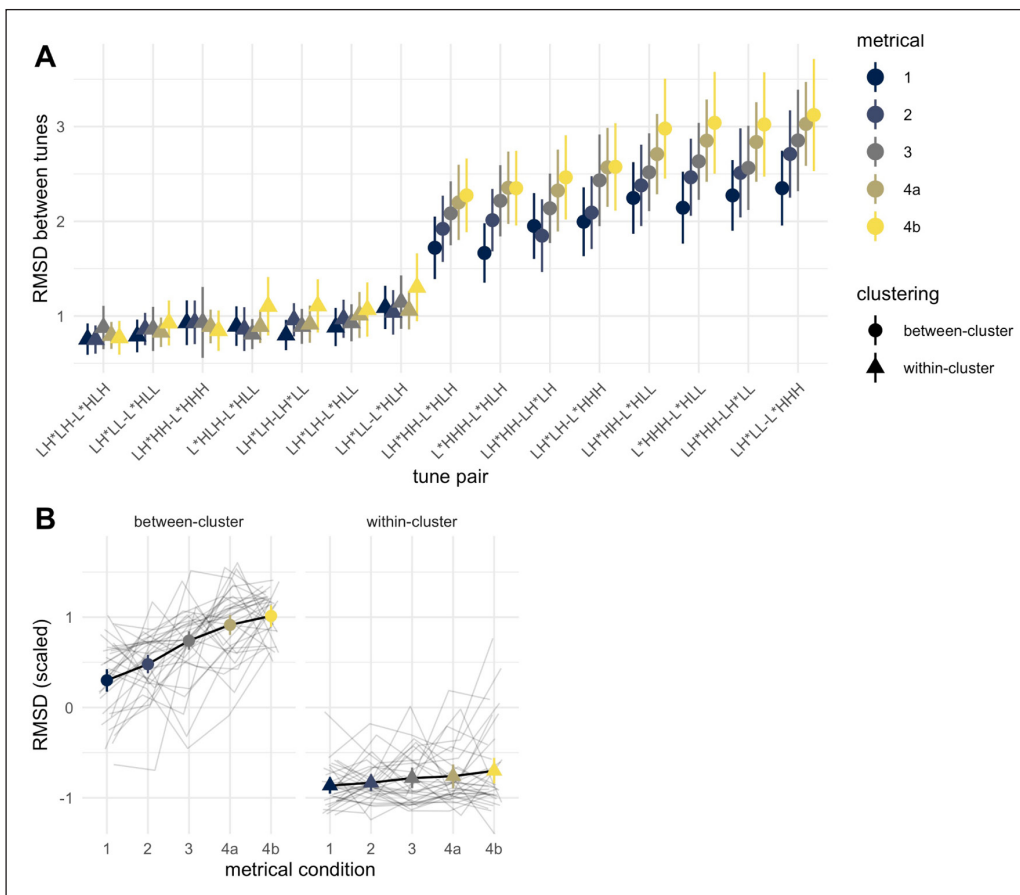 A
RMSD between tunes
3
2
1
LH*LH-L*HLH
LH*LL-L*HLL
LH*HH-L*HHH
L*HLH-L*HLL
LH*LH-LH*LL
LH*LH-L*HLL
LH*LL-L*HLH
LH*HH-L*HLH
L*HHH-L*HLH
LH*HH-LH*LH
LH*LH-L*HHH
LH*HH-L*HLL
L*HHH-L*HLL
LH*HH-LH*LL
LH*LL-L*HHH
tune pair
metrical
1
2
3
4a
4b
clustering
between-cluster
within-cluster
B
between-cluster
within-cluster
RMSD (scaled)
1
0
-1
1 2 3 4a 4b
1 2 3 4a 4b
metrical condition